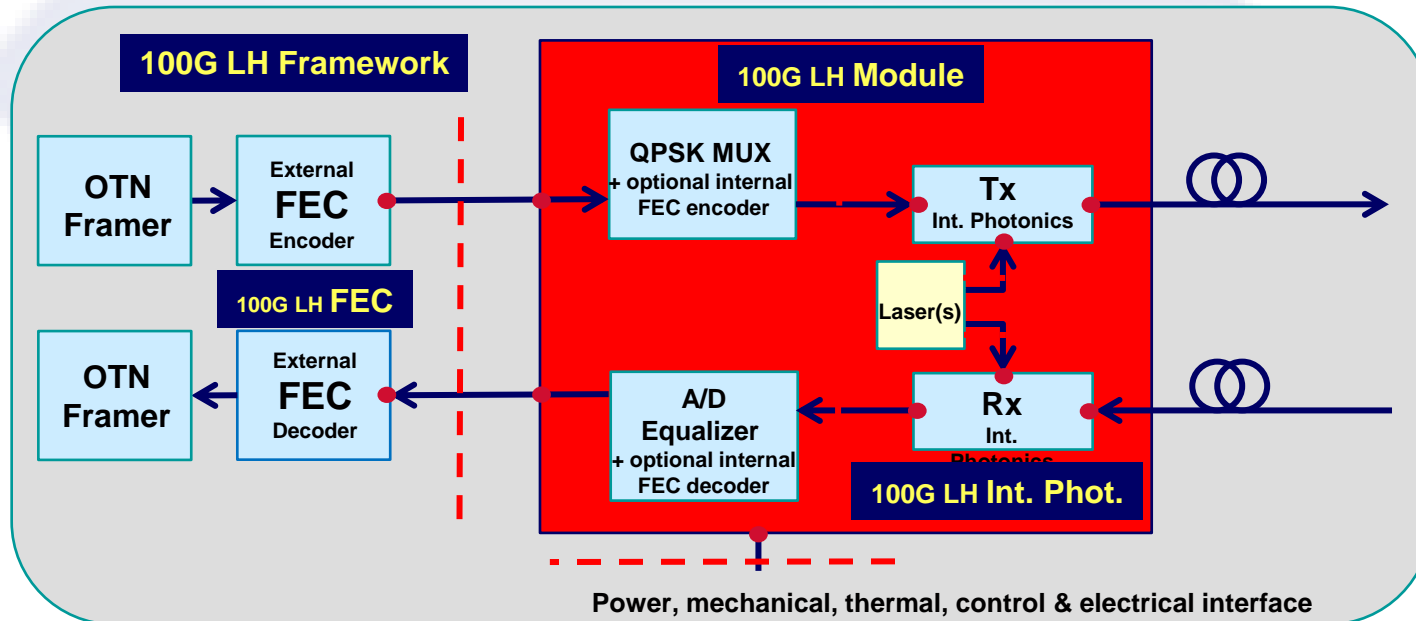 100G LH Framework
100G LH Module
OTN
Framer
External
FEC
Encoder
QPSK MUX
+ optional internal
FEC encoder
Tx
Int. Photonics
Laser(s)
100G LH FEC
OTN
Framer
External
FEC
Decoder
A/D
Equalizer
+ optional internal
FEC decoder
Rx
Int.
Photonics
100G LH Int. Phot.
Power, mechanical, thermal, control & electrical interface